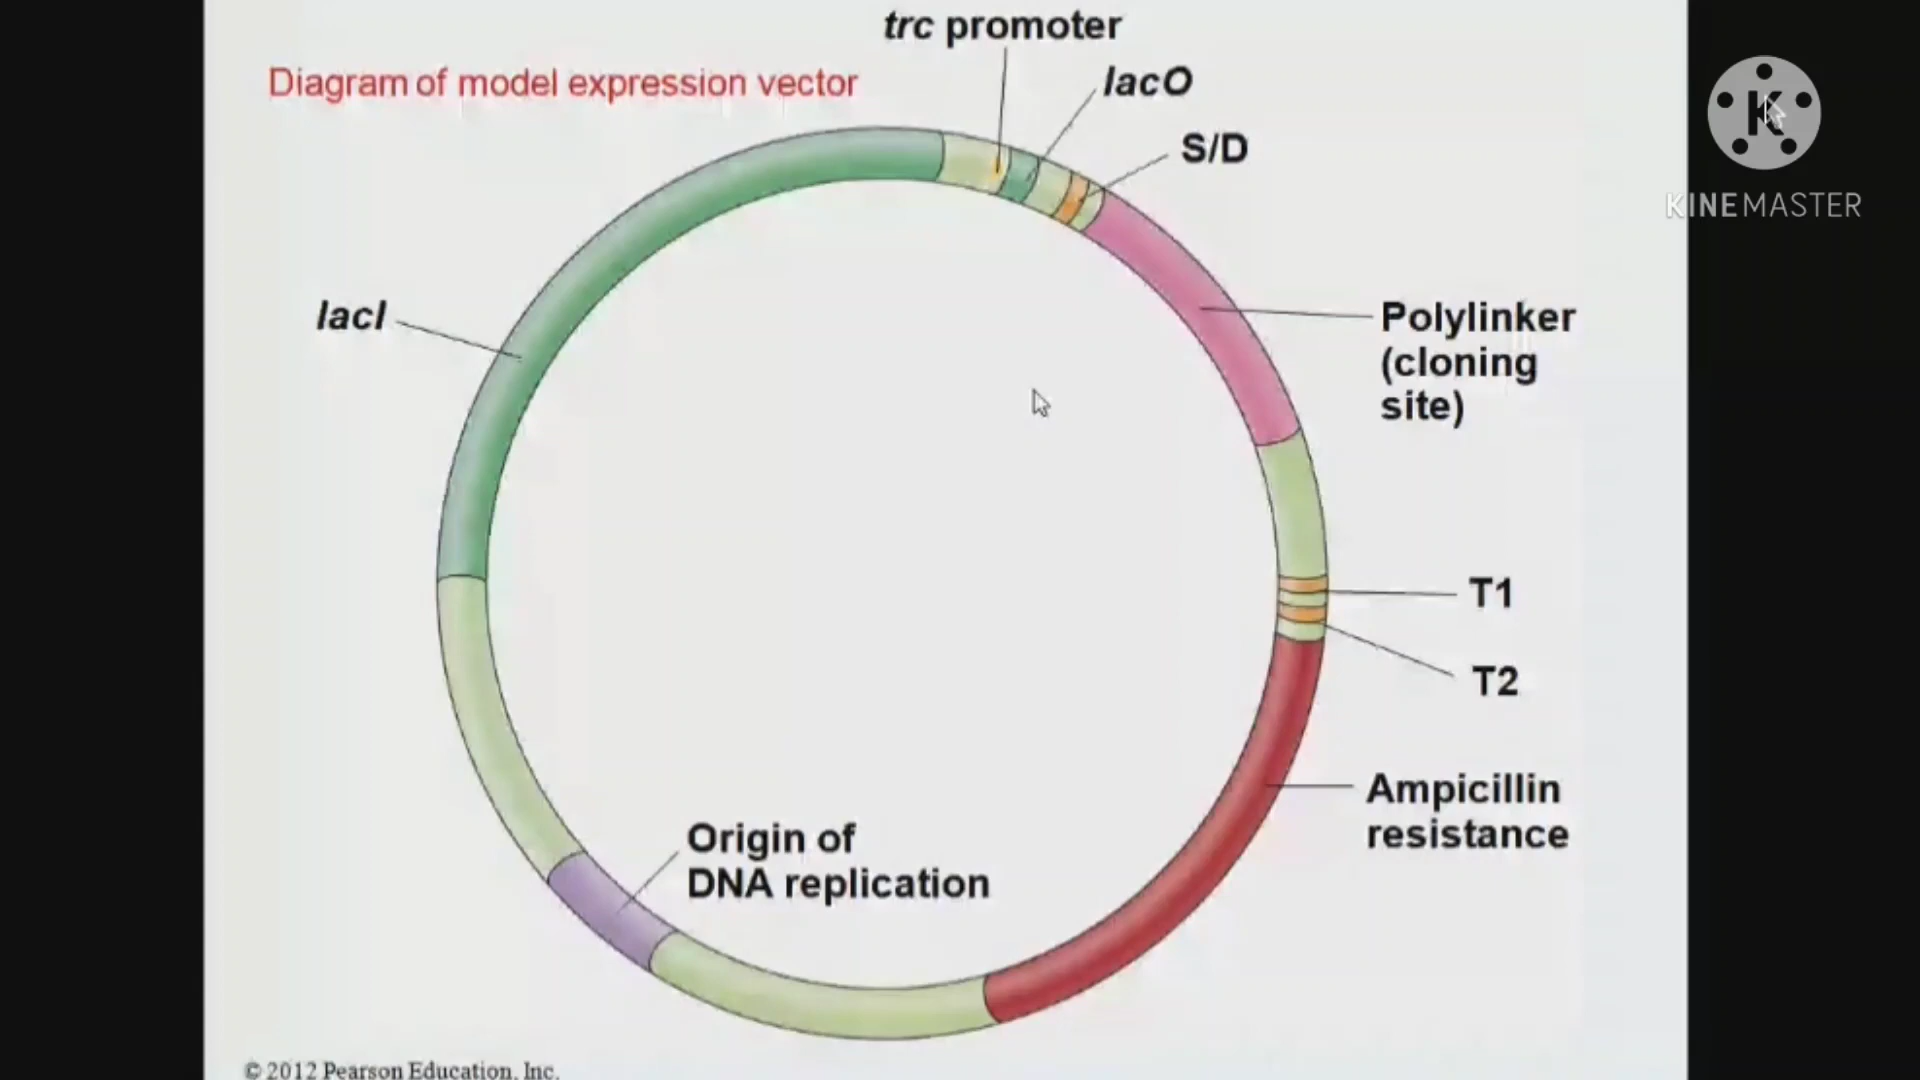 trc promoter
Diagram of model expression vector
lacO
S/D
KINEMASTER
lacI
Polylinker
(cloning
site)
T1
T2
Ampicillin
resistance
Origin of
DNA replication
© 2012 Pearson Education, Inc.